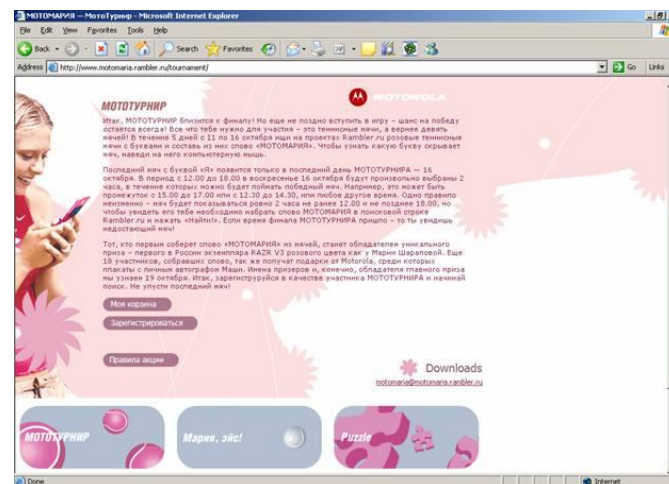 МОТОМАРИЯ — МотоТурнир - Microsoft Internet Explorer
File Edit View Favorites Tools Help
Back Search Favorites
Address http://www.motomaria.rambler.ru/tournament/ Go Links
MOTOROLA
МОТОТУРНИР
Итак, МОТОТУРНИР близится к финалу! Но еще не поздно вступить в игру – шанс на победу
остается всегда! Все что тебе нужно для участия – это теннисные мячи, а вернее девять
мячей! В течение 5 дней с 11 по 16 октября ищи на проектах Rambler.ru розовые теннисные
мячи с буквами и составь из них слово «МОТОМАРИЯ». Чтобы узнать какую букву скрывает
мяч, наведи на него компьютерную мышь.
Последний мяч с буквой «Я» появится только в последний день МОТОТУРНИРА — 16
октября. В период с 12.00 до 18.00 в воскресенье 16 октября будут произвольно выбраны 2
часа, в течение которых можно будет поймать победный мяч. Например, это может быть
промежуток с 15.00 до 17.00 или с 12.30 до 14.30, или любое другое время. Одно правило
неизменно – мяч будет показываться ровно 2 часа не ранее 12.00 и не позднее 18.00, но
чтобы увидеть его тебе необходимо набрать слово МОТОМАРИЯ в поисковой строке
Rambler.ru и нажать «Найти!». Если время финала МОТОТУРНИРА пришло – то ты увидишь
недостающий мяч!
Тот, кто первым соберет слово «МОТОМАРИЯ» из мячей, станет обладателем уникального
приза – первого в России экземпляра RAZR V3 розового цвета как у Марии Шараповой. Еще
18 участников, собравших слово, так же получат подарки от Motorola, среди которых
плакаты с личным автографом Маши. Имена призеров и, конечно, обладателя главного приза
мы узнаем 19 октября. Итак, зарегистрируйся в качестве участника МОТОТУРНИРА и начинай
поиск. Не упусти последний мяч!
Моя корзина
Зарегистрироваться
Правила акции
Downloads
motomaria@motomaria.rambler.ru
МОТОТУРНИР
Мария, эйс!
Puzzle
Done Internet